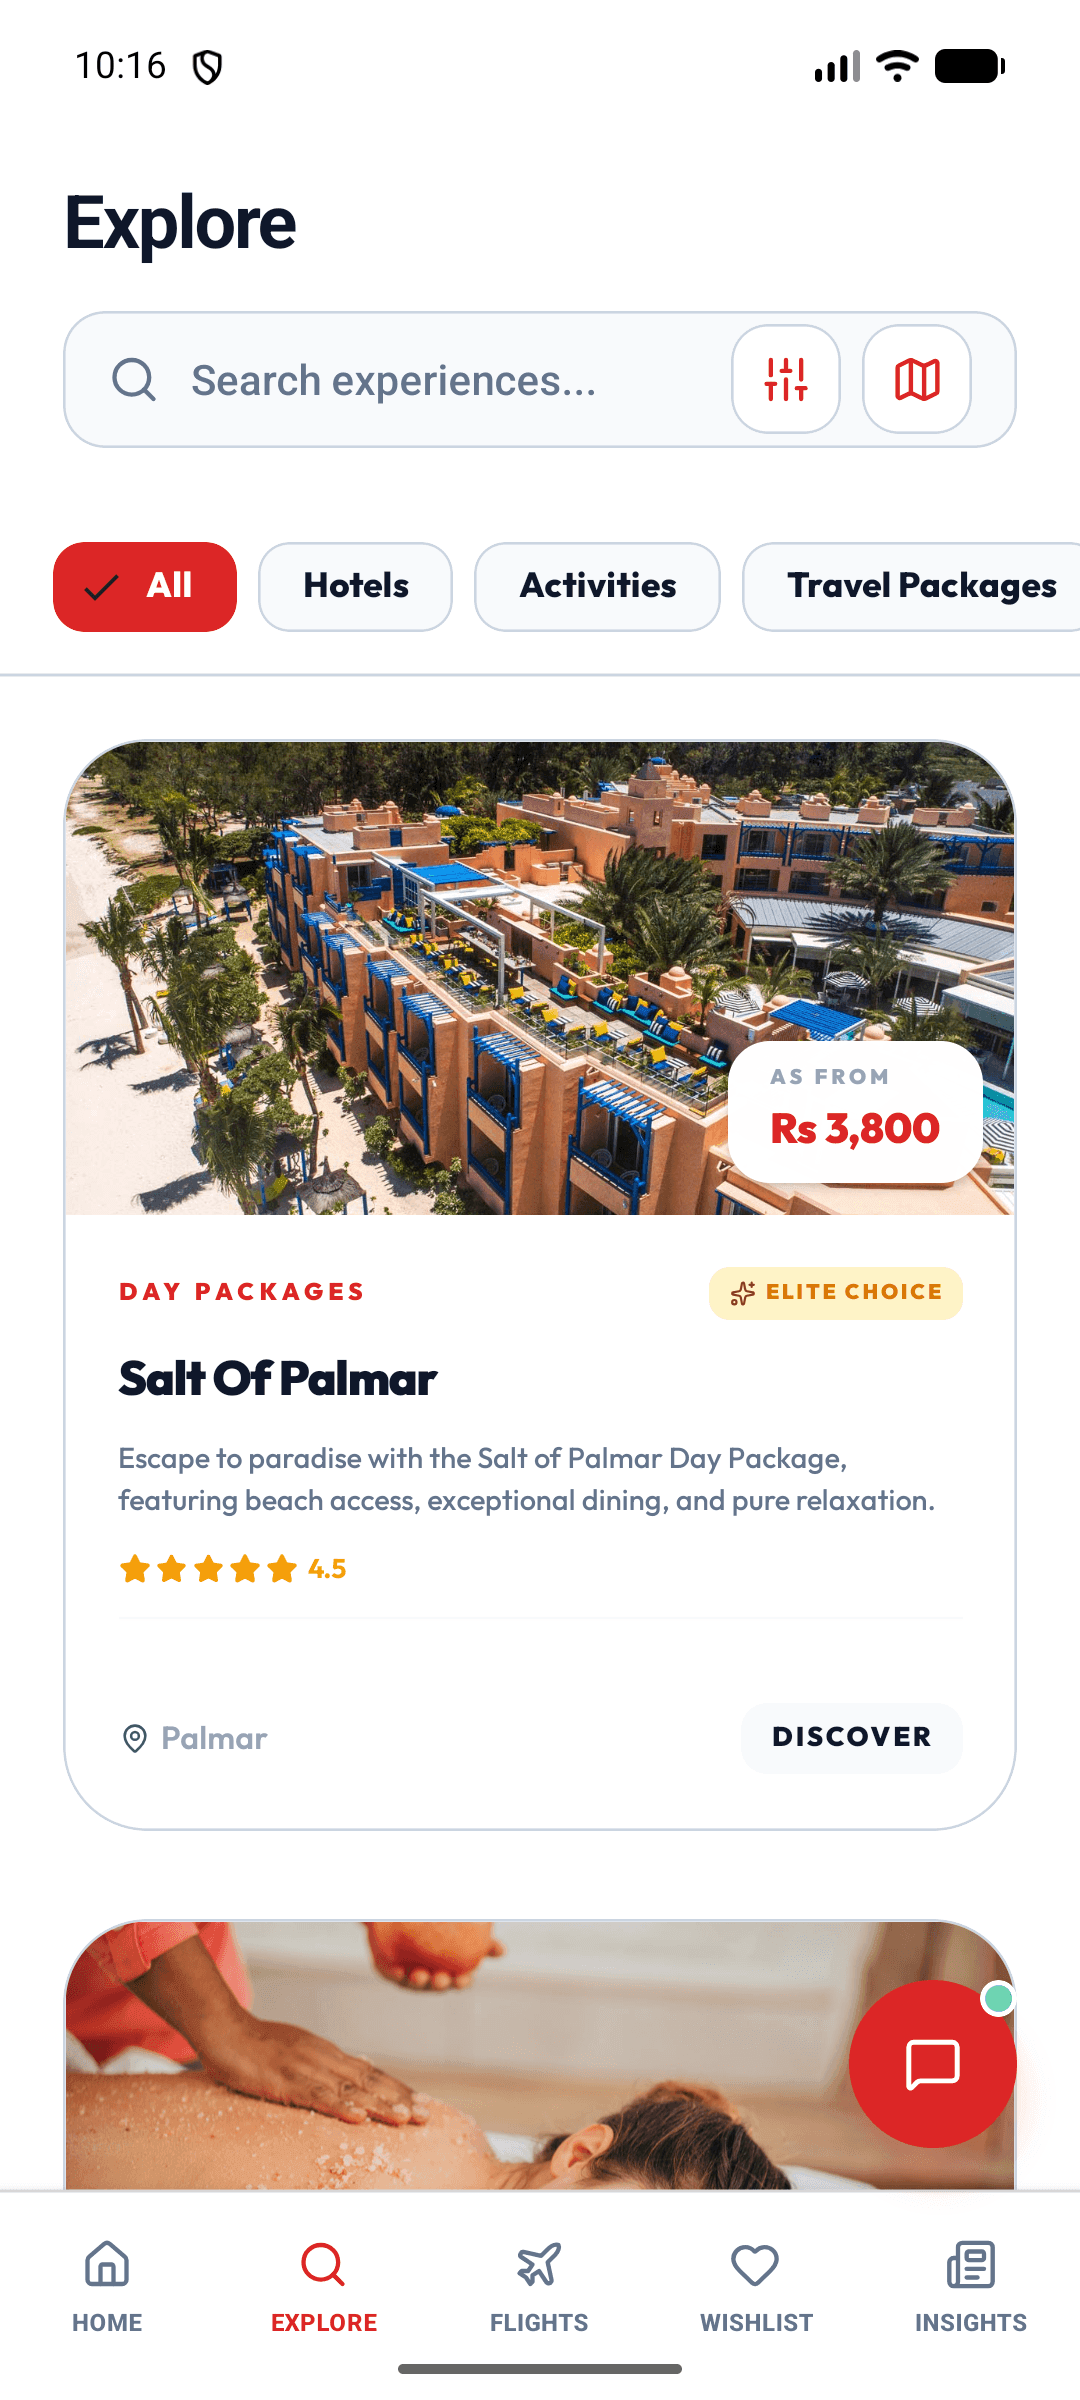 10:16
Explore
Search experiences...
All
Hotels
Activities
Travel Packages
AS FROM
Rs 3,800
DAY PACKAGES
ELITE CHOICE
Salt Of Palmar
Escape to paradise with the Salt of Palmar Day Package,
featuring beach access, exceptional dining, and pure relaxation.
4.5
Palmar
DISCOVER
HOME
EXPLORE
FLIGHTS
WISHLIST
INSIGHTS